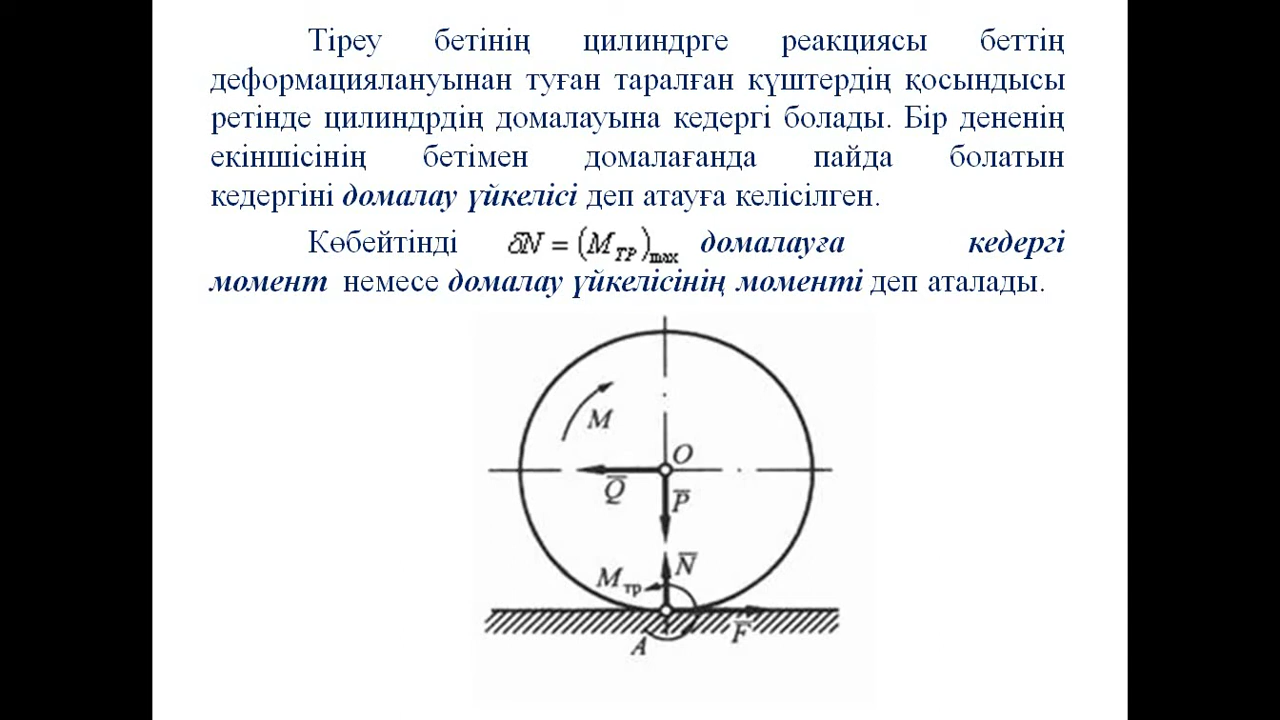 Тіреу бетінің цилиндрге реакциясы беттің
деформациялануынан туған таралған күштердің қосындысы
ретінде цилиндрдің домалауына кедергі болады. Бір дененің
екіншісінің бетімен домалағанда пайда болатын
кедергіні домалау үйкелісі деп атауға келісілген.
Көбейтінді δN = (M_TP)_max домалауға кедергі
момент немесе домалау үйкелісінің моменті деп аталады.
M
O
Q̅
P̅
N̅
M_тр
F̅
A